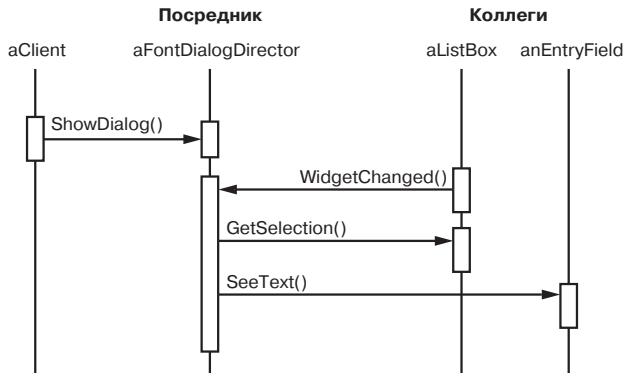 Посредник
Коллеги
aClient
aFontDialogDirector
aListBox
anEntryField
ShowDialog()
WidgetChanged()
GetSelection()
SeeText()